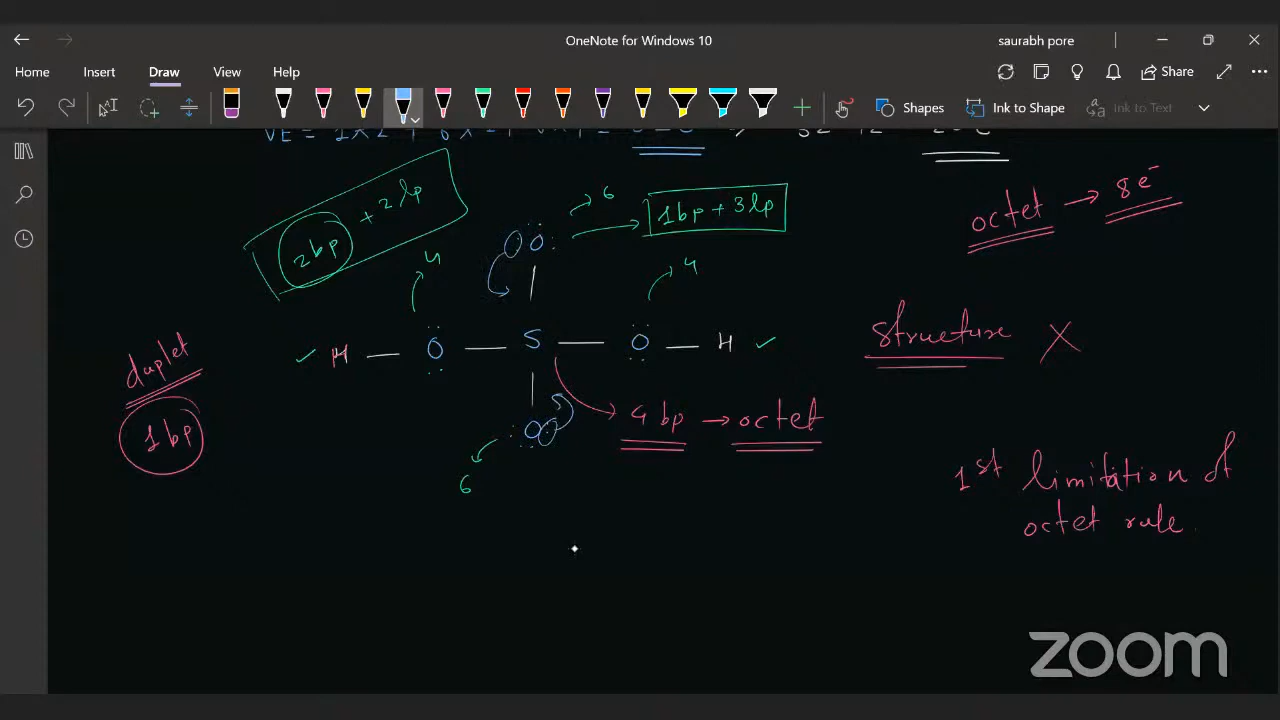 OneNote for Windows 10
saurabh pore
Home Insert Draw View Help
Share
Shapes Ink to Shape Ink to Text
2bp + 2lp
6
1bp + 3lp
octet → 8e⁻
4
4
O
H — O — S — O — H
O
structure X
duplet
1bp
4 bp → octet
6
1st limitation of
octet rule.
zoom